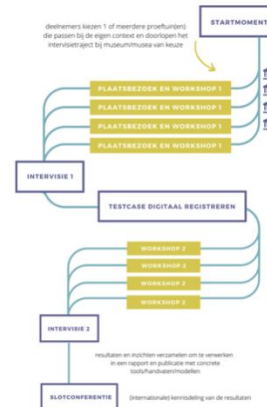 STARTMOMENT
deelnemers kiezen 1 of meerdere proeftuin(en)
die passen bij de eigen context en doorlopen het
intervisietraject bij museum/musea van keuze
PLAATSBEZOEK EN WORKSHOP 1
PLAATSBEZOEK EN WORKSHOP 1
PLAATSBEZOEK EN WORKSHOP 1
PLAATSBEZOEK EN WORKSHOP 1
INTERVISIE 1
TESTCASE DIGITAAL REGISTREREN
WORKSHOP 2
WORKSHOP 2
WORKSHOP 2
WORKSHOP 2
INTERVISIE 2
resultaten en inzichten verzamelen om te verwerken
in een rapport en publicatie met concrete
tools/handvaten/modellen
SLOTCONFERENTIE
(internationale) kennisdeling van de resultaten